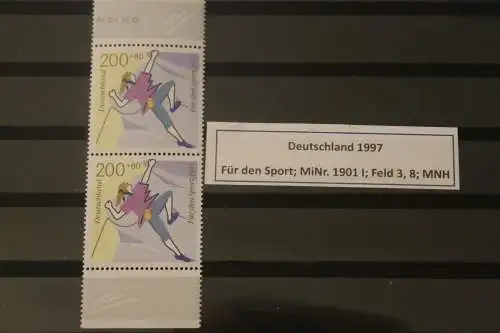 200+80
Deutschland
Für den Sport
200+80
Deutschland
Für den Sport
Deutschland 1997
Für den Sport; MiNr. 1901 I; Feld 3, 8; MNH